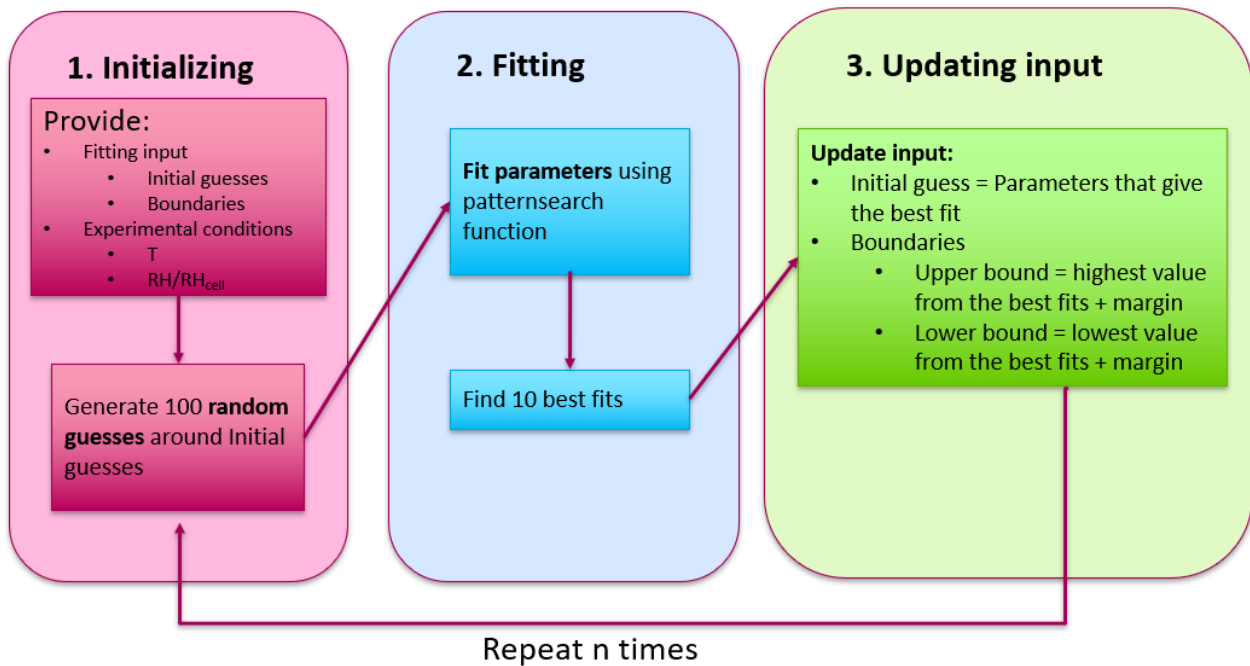 1. Initializing
Provide:
• Fitting input
• Initial guesses
• Boundaries
• Experimental conditions
• T
• RH/RHcell
Generate 100 random
guesses around Initial
guesses
2. Fitting
Fit parameters using
patternsearch
function
Find 10 best fits
3. Updating input
Update input:
• Initial guess = Parameters that give
the best fit
• Boundaries
• Upper bound = highest value
from the best fits + margin
• Lower bound = lowest value
from the best fits + margin
Repeat n times